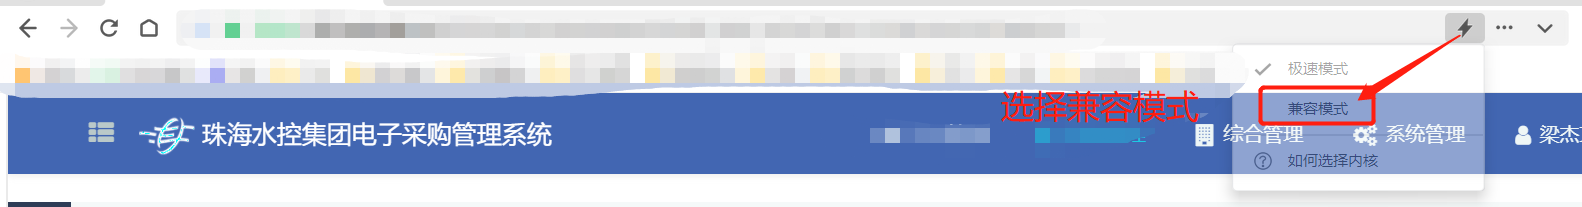 极速模式
选择兼容模式
兼容模式
珠海水控集团电子采购管理系统
综合管理
系统管理
梁杰
如何选择内核